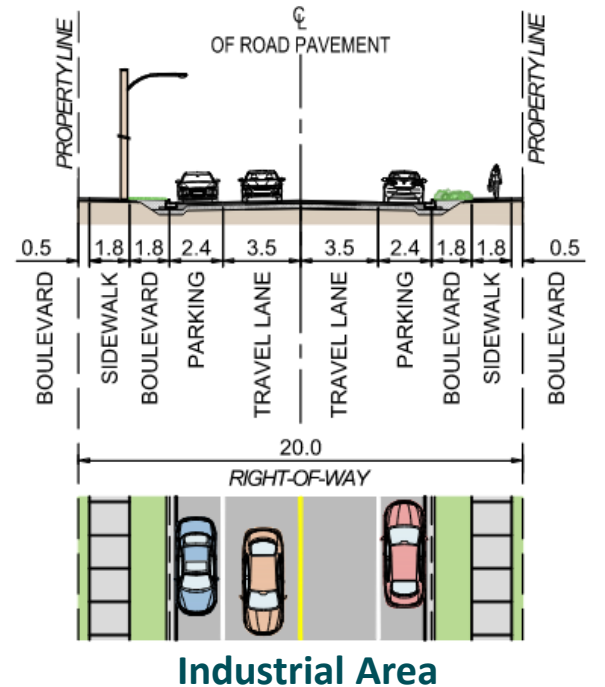 ℄
OF ROAD PAVEMENT
PROPERTY LINE
PROPERTY LINE
0.5 1.8 1.8 2.4 3.5 3.5 2.4 1.8 1.8 0.5
BOULEVARD
SIDEWALK
BOULEVARD
PARKING
TRAVEL LANE
TRAVEL LANE
PARKING
BOULEVARD
SIDEWALK
BOULEVARD
20.0
RIGHT-OF-WAY
Industrial Area